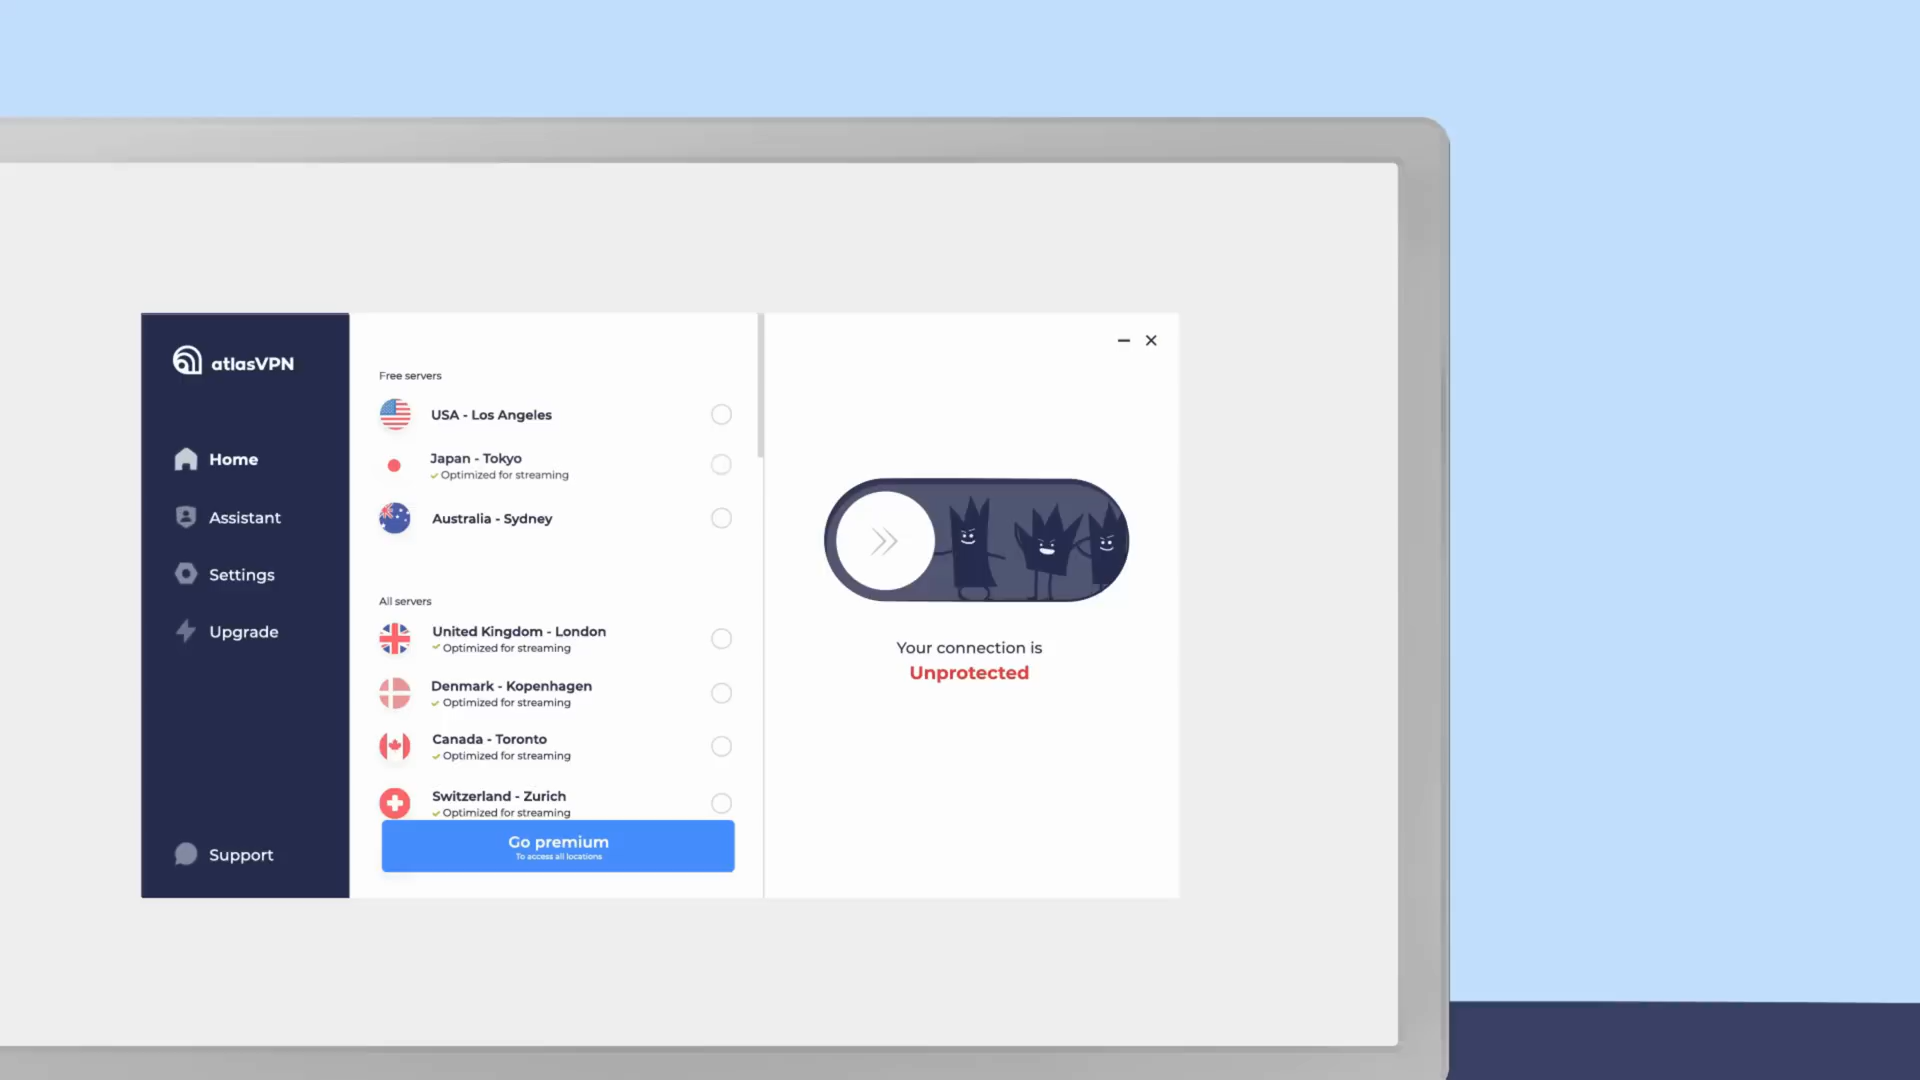 atlasVPN
Home
Assistant
Settings
Upgrade
Support
Free servers
USA - Los Angeles
Japan - Tokyo
Optimized for streaming
Australia - Sydney
All servers
United Kingdom - London
Optimized for streaming
Denmark - Kopenhagen
Optimized for streaming
Canada - Toronto
Optimized for streaming
Switzerland - Zurich
Optimized for streaming
Go premium
To access all locations
Your connection is
Unprotected